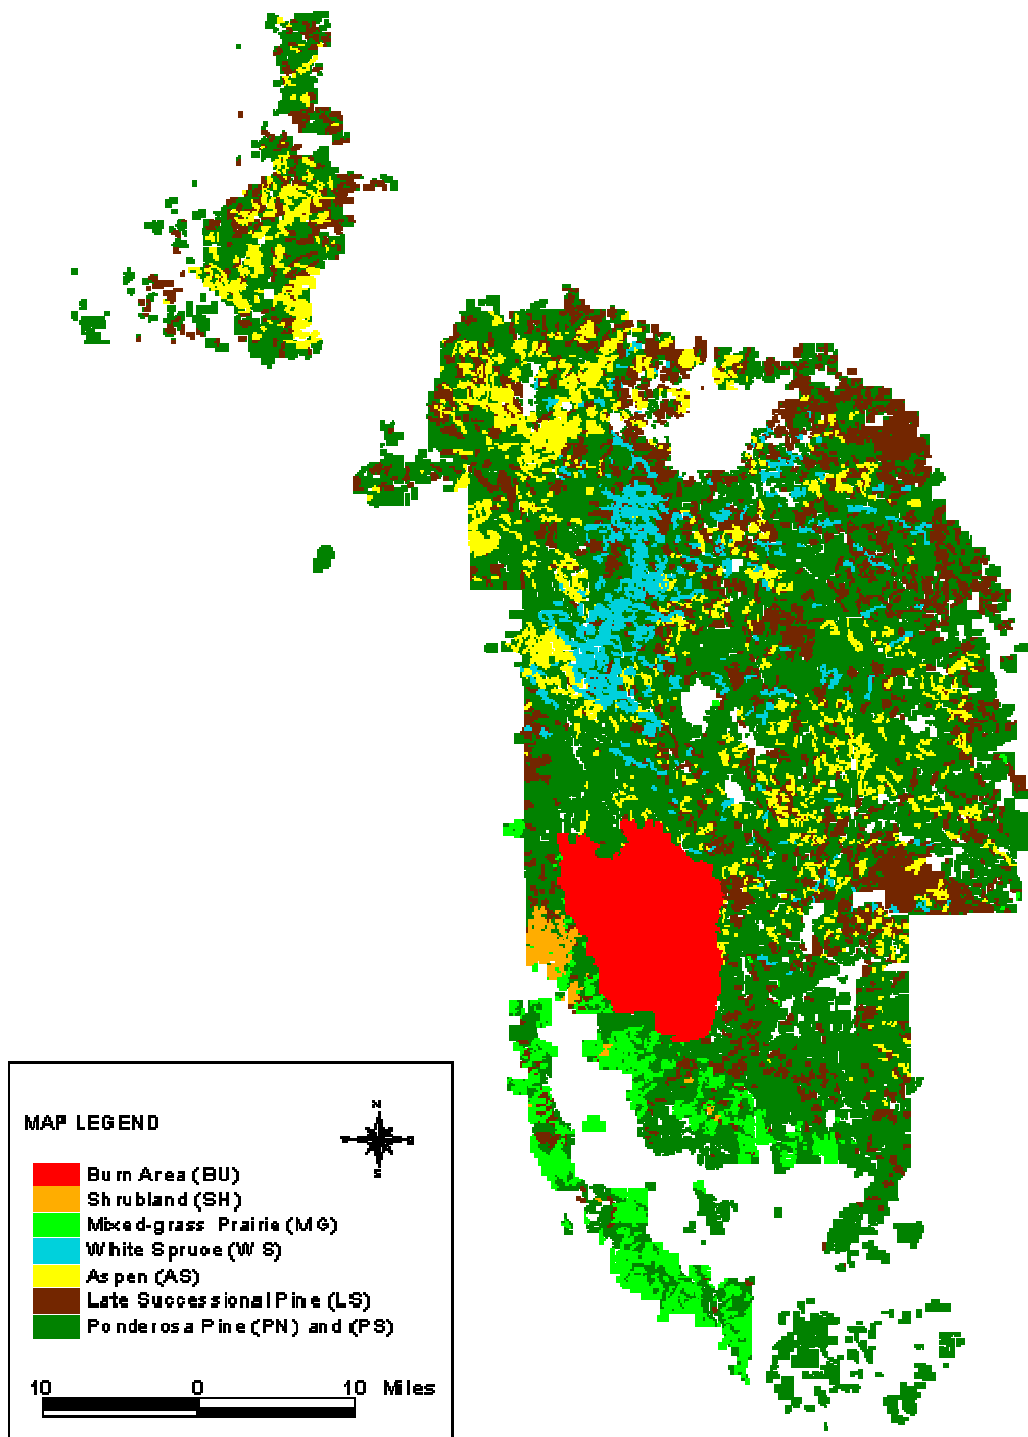 MAP LEGEND
N
S
Burn Area (BU)
Shrubland (SH)
Mixed-grass Prairie (MG)
White Spruce (WS)
Aspen (AS)
Late Successional Pine (LS)
Ponderosa Pine (PN) and (PS)
10 0 10 Miles